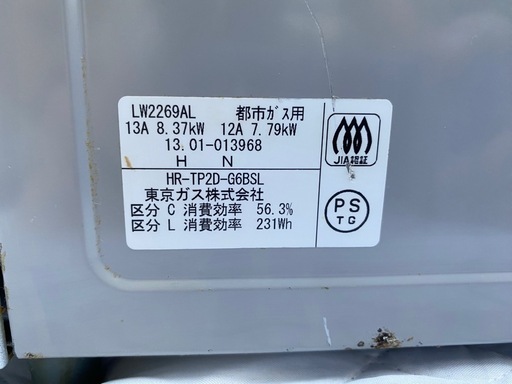 LW2269AL 都市ガス用
13A 8.37kW 12A 7.79kW
13.01-013968
H N
JIA認証
HR-TP2D-G6BSL
東京ガス株式会社
区分 C 消費効率 56.3%
区分 L 消費効率 231Wh
PS
TG